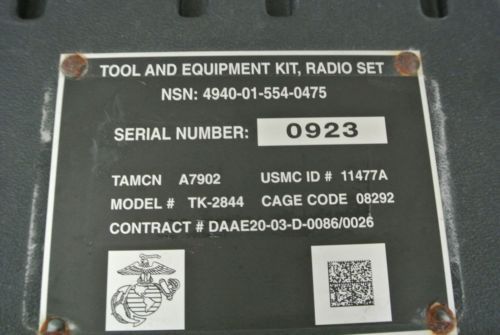 TOOL AND EQUIPMENT KIT, RADIO SET
NSN: 4940-01-554-0475
SERIAL NUMBER: 0923
TAMCN A7902 USMC ID # 11477A
MODEL # TK-2844 CAGE CODE 08292
CONTRACT # DAAE20-03-D-0086/0026